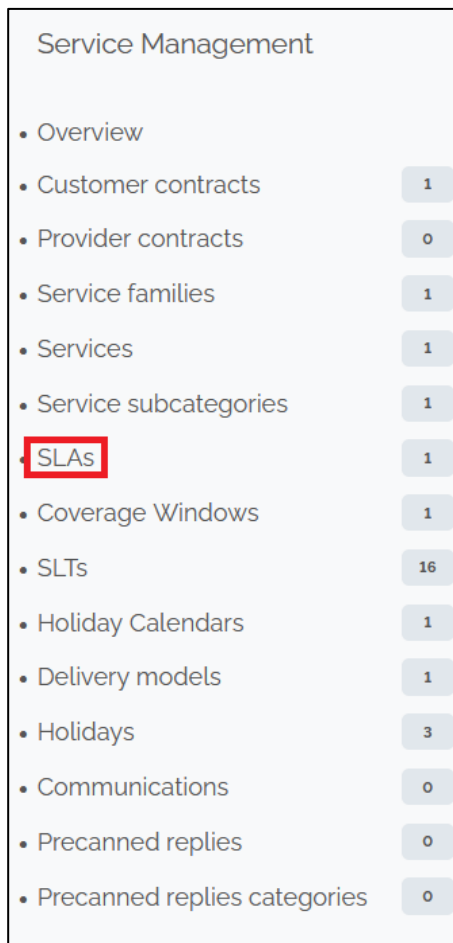 Service Management
• Overview
• Customer contracts 1
• Provider contracts 0
• Service families 1
• Services 1
• Service subcategories 1
• SLAs 1
• Coverage Windows 1
• SLTs 16
• Holiday Calendars 1
• Delivery models 1
• Holidays 3
• Communications 0
• Precanned replies 0
• Precanned replies categories 0